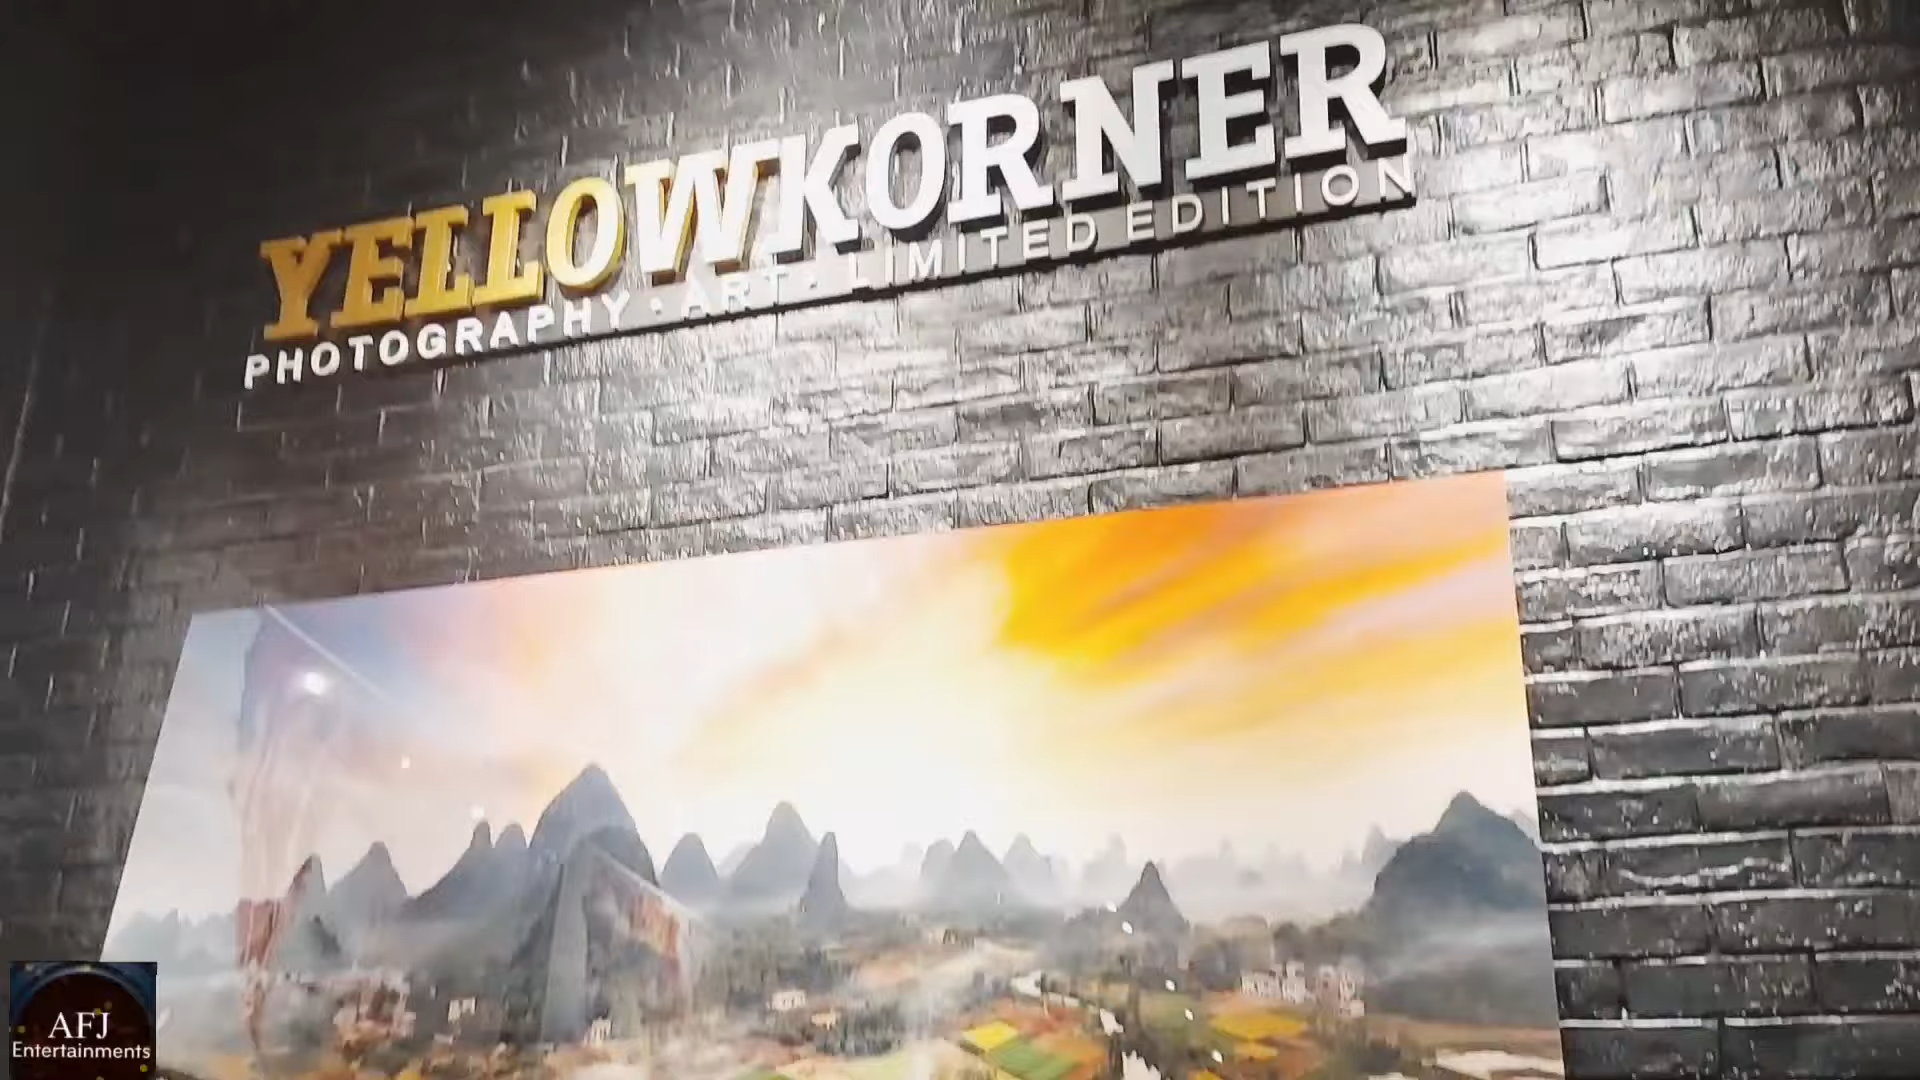 YELLOWKORNER
PHOTOGRAPHY · ART · LIMITED EDITION
AFJ
Entertainments